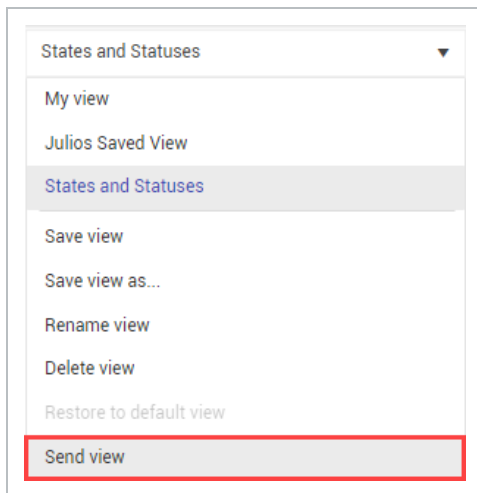 States and Statuses
My view
Julios Saved View
States and Statuses
Save view
Save view as...
Rename view
Delete view
Restore to default view
Send view